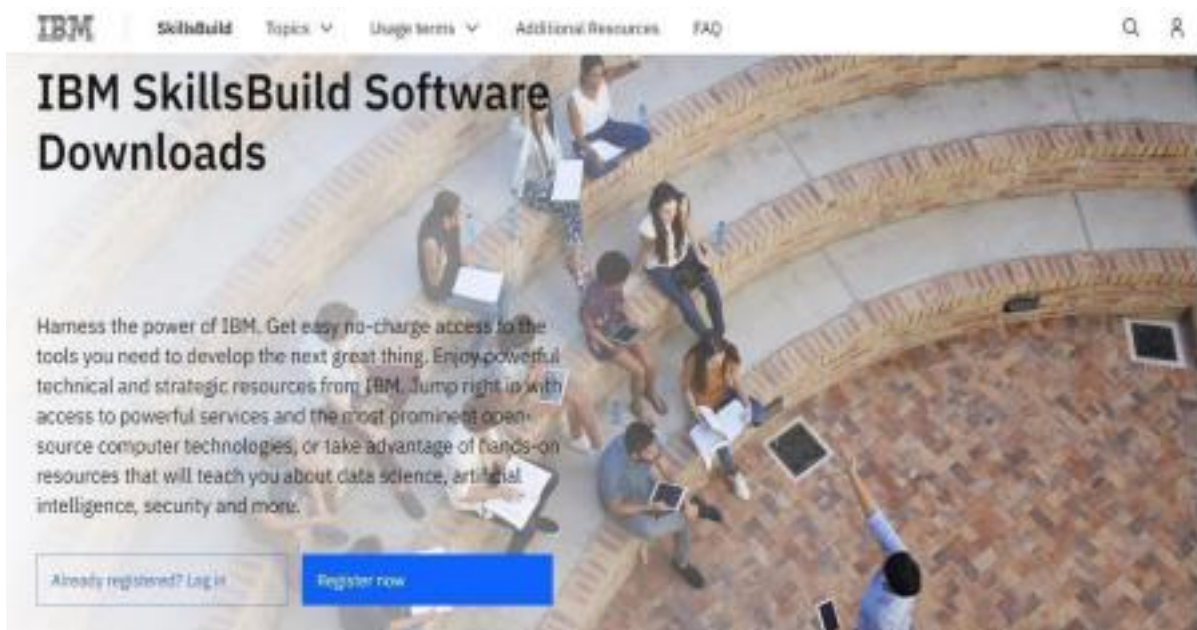 IBM SkillsBuild Topics Usage terms Additional Resources FAQ
IBM SkillsBuild Software
Downloads
Harness the power of IBM. Get easy no-charge access to the
tools you need to develop the next great thing. Enjoy powerful
technical and strategic resources from IBM. Jump right in with
access to powerful services and the most prominent open-
source computer technologies, or take advantage of hands-on
resources that will teach you about data science, artificial
intelligence, security and more.
Already registered? Log in
Register now